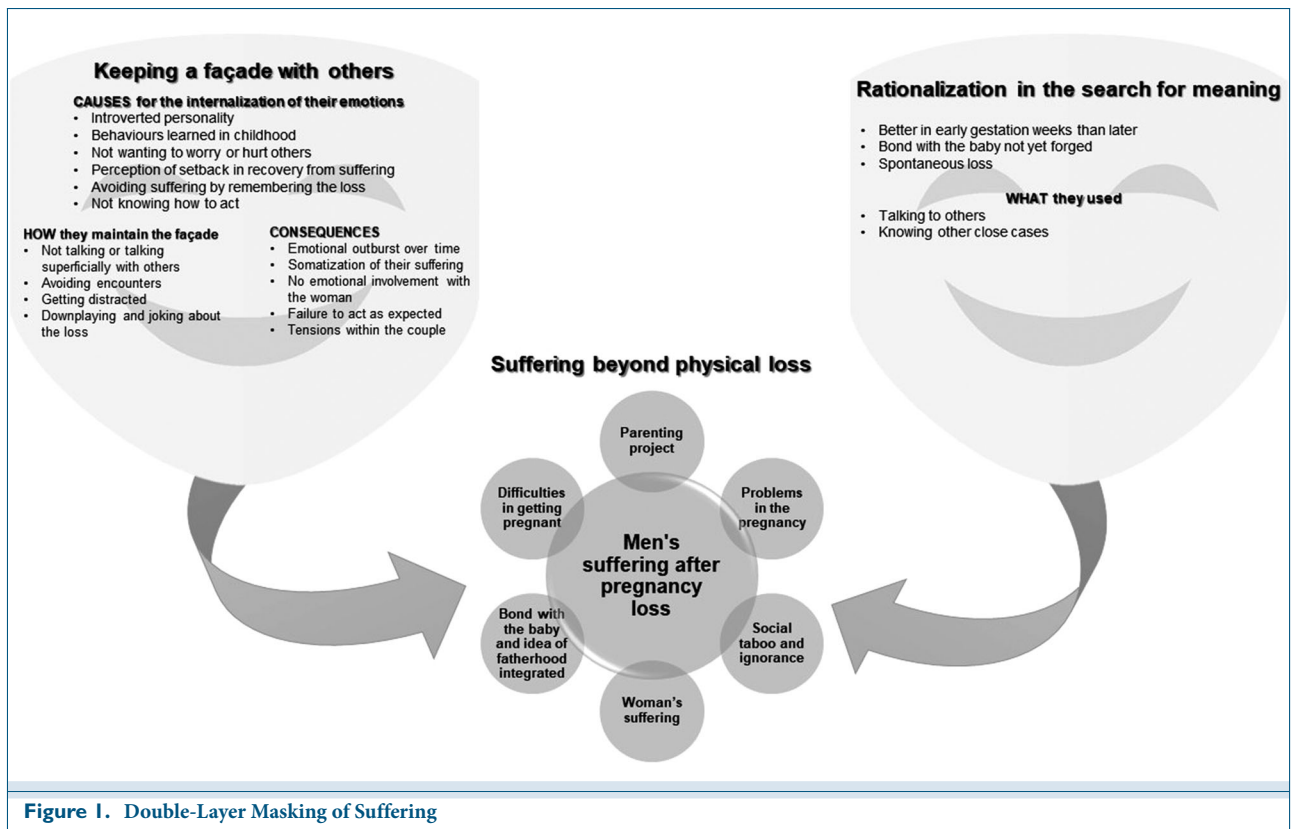 Keeping a façade with others
CAUSES for the internalization of their emotions
• Introverted personality
• Behaviours learned in childhood
• Not wanting to worry or hurt others
• Perception of setback in recovery from suffering
• Avoiding suffering by remembering the loss
• Not knowing how to act
HOW they maintain the façade
• Not talking or talking
superficially with others
• Avoiding encounters
• Getting distracted
• Downplaying and joking about
the loss
CONSEQUENCES
• Emotional outburst over time
• Somatization of their suffering
• No emotional involvement with
the woman
• Failure to act as expected
• Tensions within the couple
Rationalization in the search for meaning
• Better in early gestation weeks than later
• Bond with the baby not yet forged
• Spontaneous loss
WHAT they used
• Talking to others
• Knowing other close cases
Suffering beyond physical loss
Parenting
project
Difficulties
in getting
pregnant
Problems
in the
pregnancy
Men's
suffering after
pregnancy
loss
Bond with
the baby
and idea of
fatherhood
integrated
Social
taboo and
ignorance
Woman's
suffering
Figure 1. Double-Layer Masking of Suffering